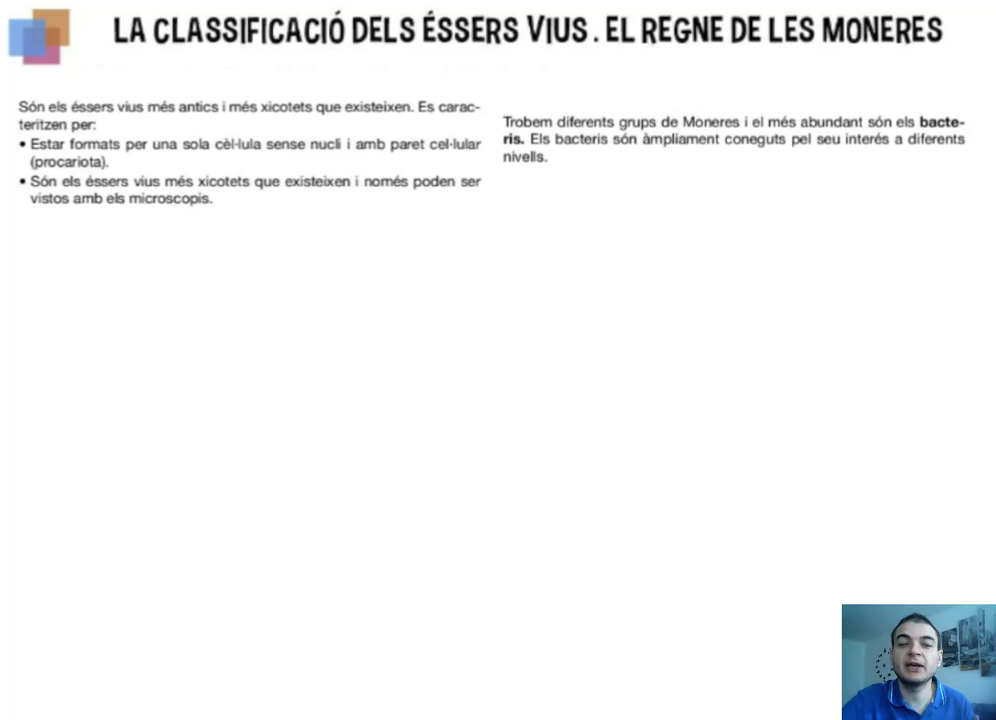 LA CLASSIFICACIÓ DELS ÉSSERS VIUS . EL REGNE DE LES MONERES
Són els éssers vius més antics i més xicotets que existeixen. Es carac-
teritzen per:
• Estar formats per una sola cèl·lula sense nucli i amb paret cel·lular
(procariota).
• Són els éssers vius més xicotets que existeixen i només poden ser
vistos amb els microscopis.
Trobem diferents grups de Moneres i el més abundant són els bacte-
ris. Els bacteris són àmpliament coneguts pel seu interés a diferents
nivells.